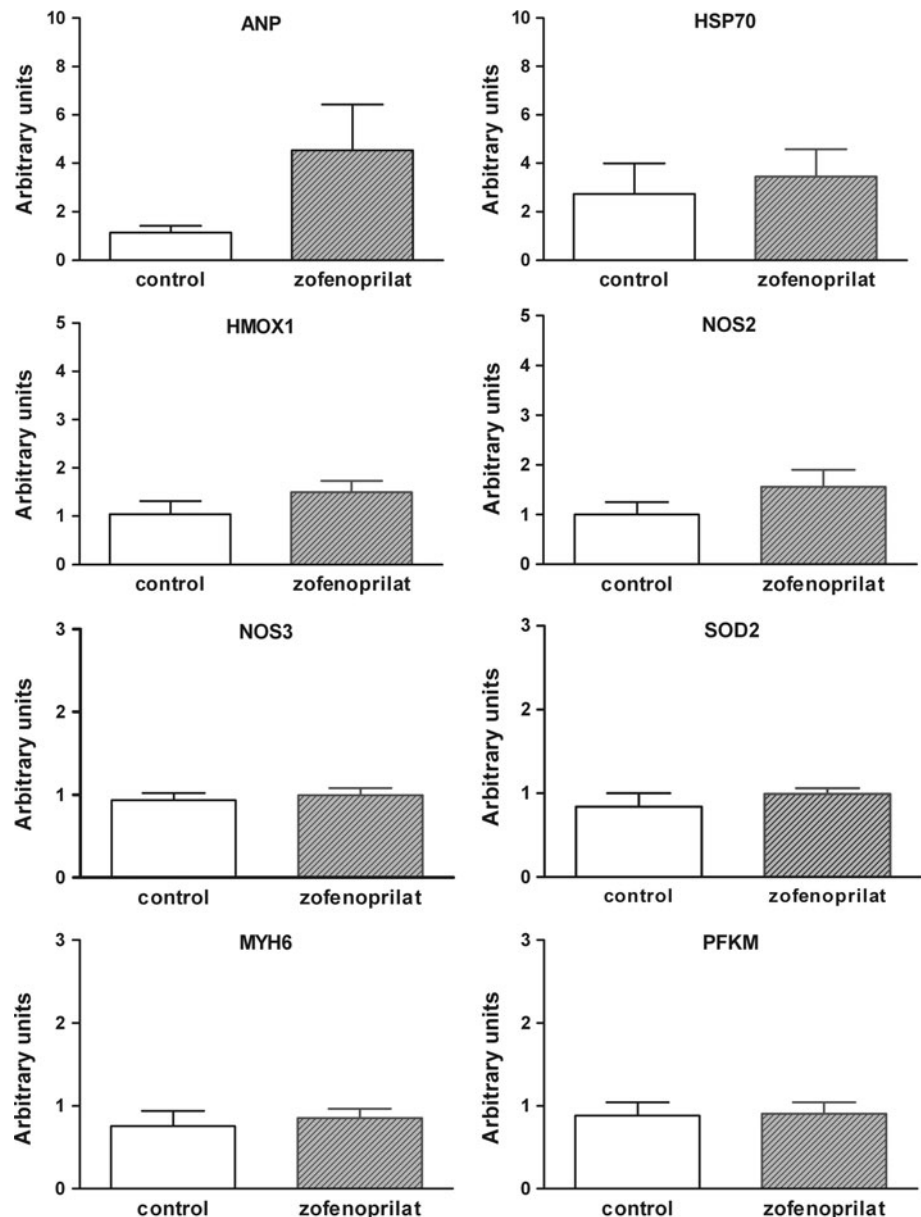 ANP
Arbitrary units
10
8
6
4
2
0
control zofenoprilat
HSP70
Arbitrary units
10
8
6
4
2
0
control zofenoprilat
HMOX1
Arbitrary units
5
4
3
2
1
0
control zofenoprilat
NOS2
Arbitrary units
5
4
3
2
1
0
control zofenoprilat
NOS3
Arbitrary units
3
2
1
0
control zofenoprilat
SOD2
Arbitrary units
3
2
1
0
control zofenoprilat
MYH6
Arbitrary units
3
2
1
0
control zofenoprilat
PFKM
Arbitrary units
3
2
1
0
control zofenoprilat